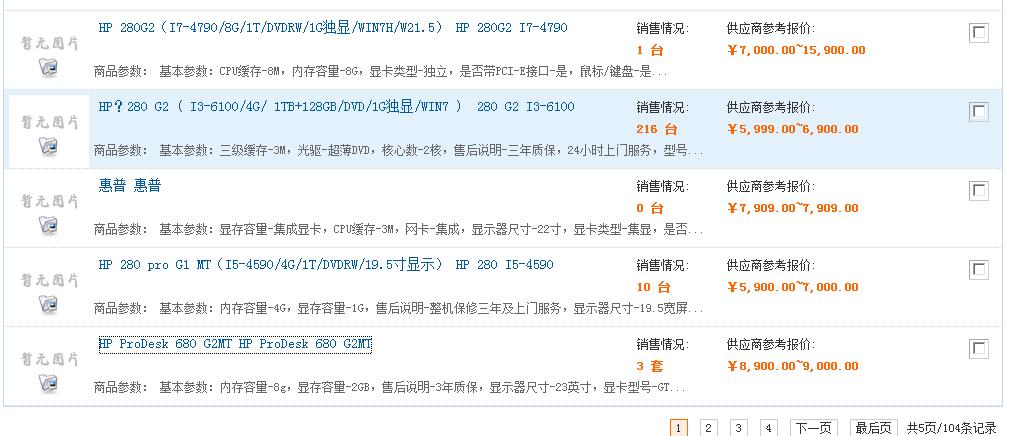 HP 280G2（I7-4790/8G/1T/DVDRW/1G独显/WIN7H/W21.5） HP 280G2 I7-4790
销售情况:
供应商参考报价:
暂无图片
1 台
￥7,000.00~15,900.00
商品参数： 基本参数：CPU缓存-8M，内存容量-8G，显卡类型-独立，是否带PCI-E接口-是，鼠标/键盘-是...
HP？280 G2 ( I3-6100/4G/ 1TB+128GB/DVD/1G独显/WIN7 ） 280 G2 I3-6100
销售情况:
供应商参考报价:
暂无图片
216 台
￥5,999.00~6,900.00
商品参数： 基本参数：三级缓存-3M，光驱-超薄DVD，核心数-2核，售后说明-三年质保，24小时上门服务，型号...
惠普 惠普
销售情况:
供应商参考报价:
暂无图片
0 台
￥7,909.00~7,909.00
商品参数： 基本参数：显存容量-集成显卡，CPU缓存-3M，网卡-集成，显示器尺寸-22寸，显卡类型-集显，是否...
HP 280 pro G1 MT（I5-4590/4G/1T/DVDRW/19.5寸显示） HP 280 I5-4590
销售情况:
供应商参考报价:
暂无图片
10 台
￥5,900.00~7,000.00
商品参数： 基本参数：内存容量-4G，显存容量-1G，售后说明-整机保修三年及上门服务，显示器尺寸-19.5宽屏...
HP ProDesk 680 G2MT HP ProDesk 680 G2MT
销售情况:
供应商参考报价:
暂无图片
3 套
￥8,900.00~9,000.00
商品参数： 基本参数：内存容量-8g，显存容量-2GB，售后说明-3年质保，显示器尺寸-23英寸，显卡型号-GT...
1 2 3 4 下一页 最后页 共5页/104条记录